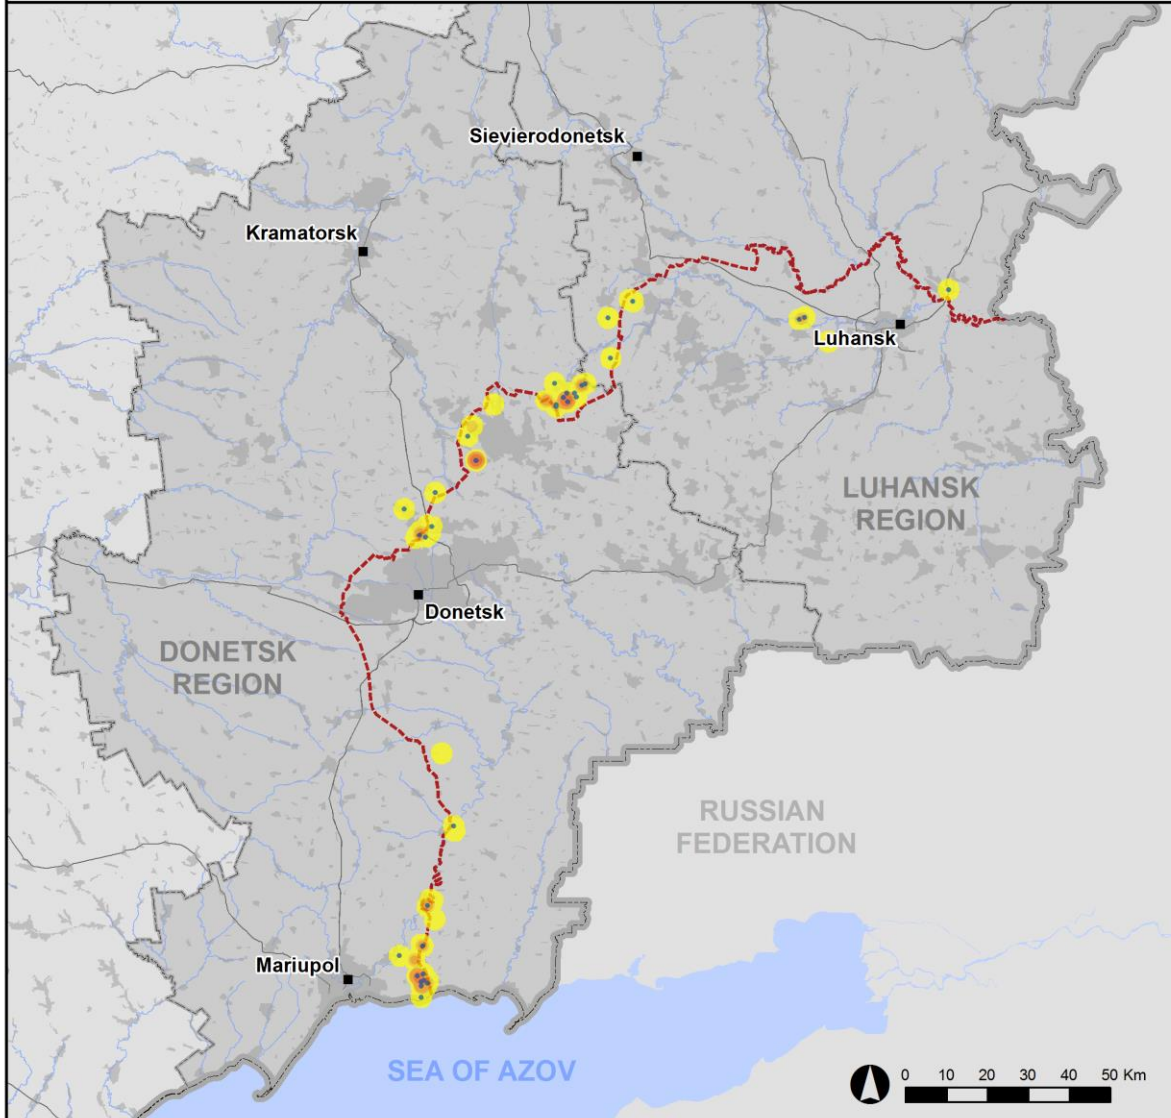 Sievierodonetsk
Kramatorsk
Luhansk
LUHANSK
REGION
Donetsk
DONETSK
REGION
RUSSIAN
FEDERATION
Mariupol
SEA OF AZOV
0 10 20 30 40 50 Km